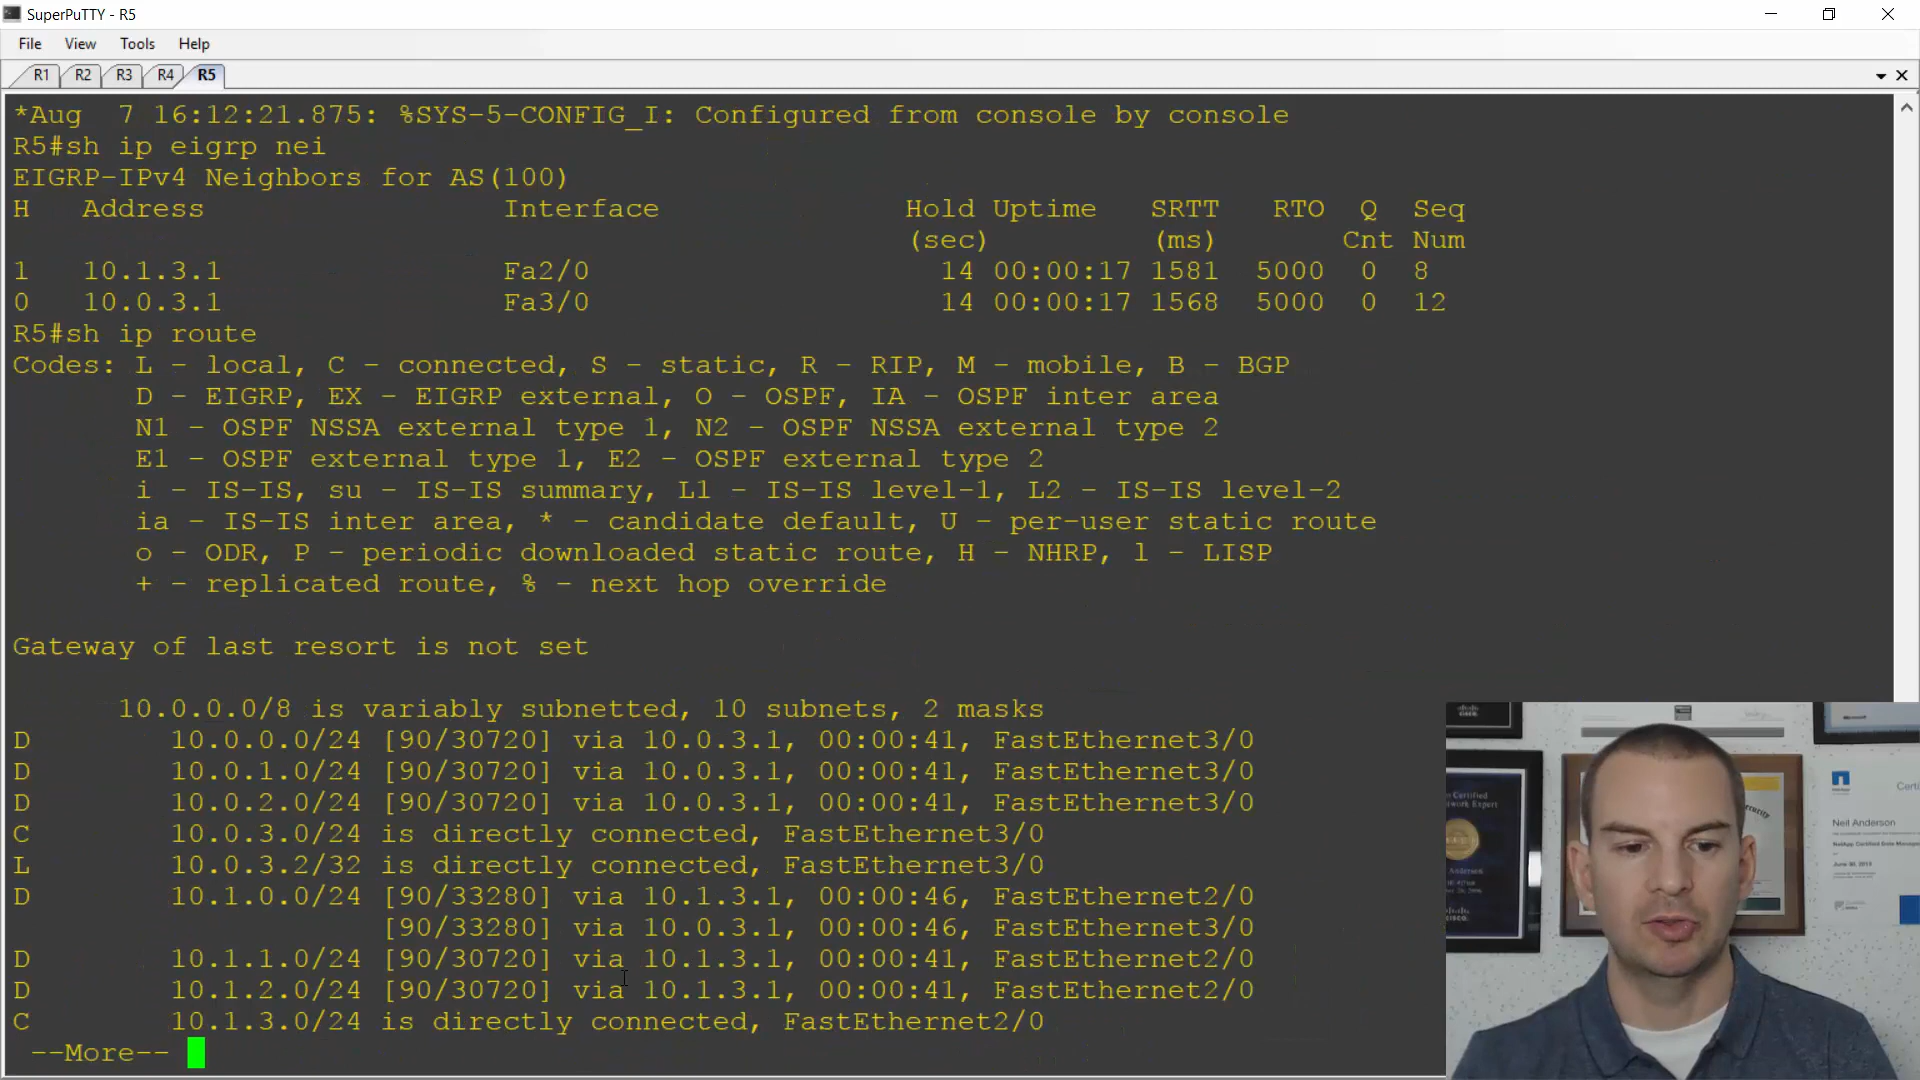 SuperPuTTY - R5
File View Tools Help
R1 R2 R3 R4 R5
*Aug  7 16:12:21.875: %SYS-5-CONFIG_I: Configured from console by console
R5#sh ip eigrp nei
EIGRP-IPv4 Neighbors for AS(100)
H   Address                 Interface              Hold Uptime   SRTT   RTO  Q  Seq
                                                   (sec)         (ms)       Cnt Num
1   10.1.3.1                Fa2/0                    14 00:00:17 1581  5000  0  8
0   10.0.3.1                Fa3/0                    14 00:00:17 1568  5000  0  12
R5#sh ip route
Codes: L - local, C - connected, S - static, R - RIP, M - mobile, B - BGP
       D - EIGRP, EX - EIGRP external, O - OSPF, IA - OSPF inter area
       N1 - OSPF NSSA external type 1, N2 - OSPF NSSA external type 2
       E1 - OSPF external type 1, E2 - OSPF external type 2
       i - IS-IS, su - IS-IS summary, L1 - IS-IS level-1, L2 - IS-IS level-2
       ia - IS-IS inter area, * - candidate default, U - per-user static route
       o - ODR, P - periodic downloaded static route, H - NHRP, l - LISP
       + - replicated route, % - next hop override
Gateway of last resort is not set
      10.0.0.0/8 is variably subnetted, 10 subnets, 2 masks
D        10.0.0.0/24 [90/30720] via 10.0.3.1, 00:00:41, FastEthernet3/0
D        10.0.1.0/24 [90/30720] via 10.0.3.1, 00:00:41, FastEthernet3/0
D        10.0.2.0/24 [90/30720] via 10.0.3.1, 00:00:41, FastEthernet3/0
C        10.0.3.0/24 is directly connected, FastEthernet3/0
L        10.0.3.2/32 is directly connected, FastEthernet3/0
D        10.1.0.0/24 [90/33280] via 10.1.3.1, 00:00:46, FastEthernet2/0
                     [90/33280] via 10.0.3.1, 00:00:46, FastEthernet3/0
D        10.1.1.0/24 [90/30720] via 10.1.3.1, 00:00:41, FastEthernet2/0
D        10.1.2.0/24 [90/30720] via 10.1.3.1, 00:00:41, FastEthernet2/0
C        10.1.3.0/24 is directly connected, FastEthernet2/0
 --More--
Neil Anderson